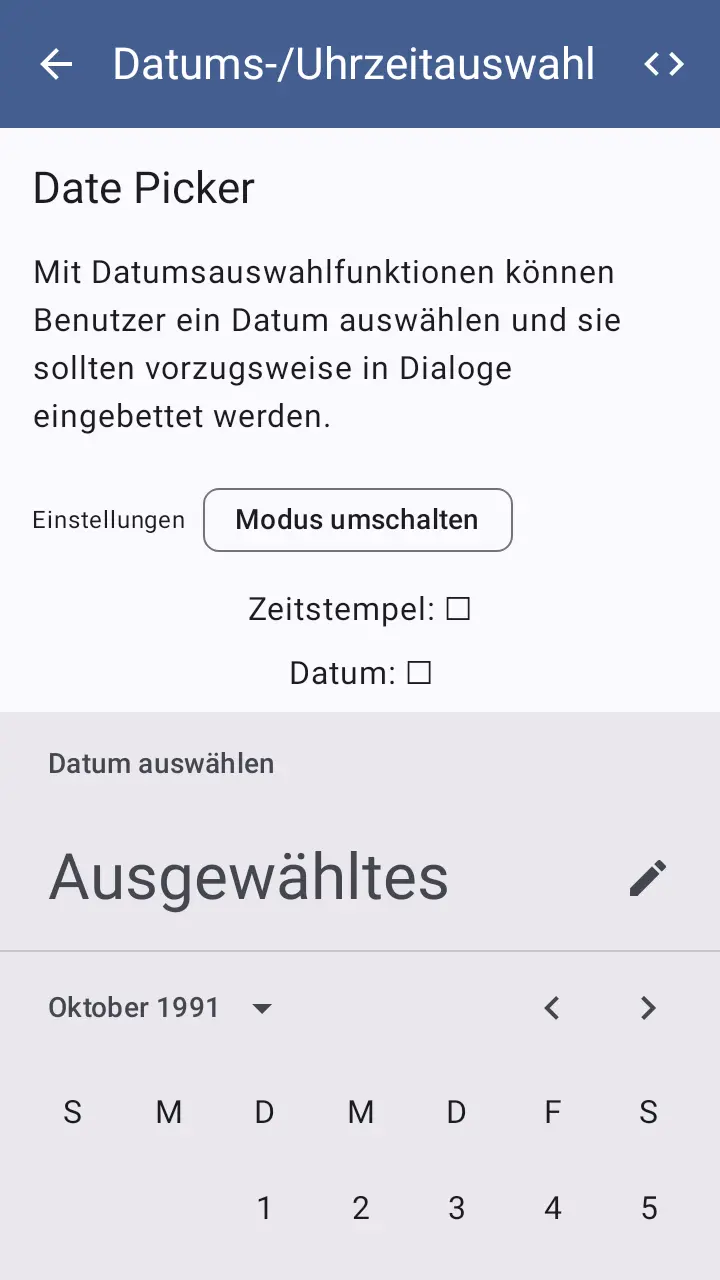 Datums-/Uhrzeitauswahl
Date Picker
Mit Datumsauswahlfunktionen können
Benutzer ein Datum auswählen und sie
sollten vorzugsweise in Dialoge
eingebettet werden.
Einstellungen Modus umschalten
Zeitstempel: ☐
Datum: ☐
Datum auswählen
Ausgewähltes
Oktober 1991
S M D M D F S
1 2 3 4 5